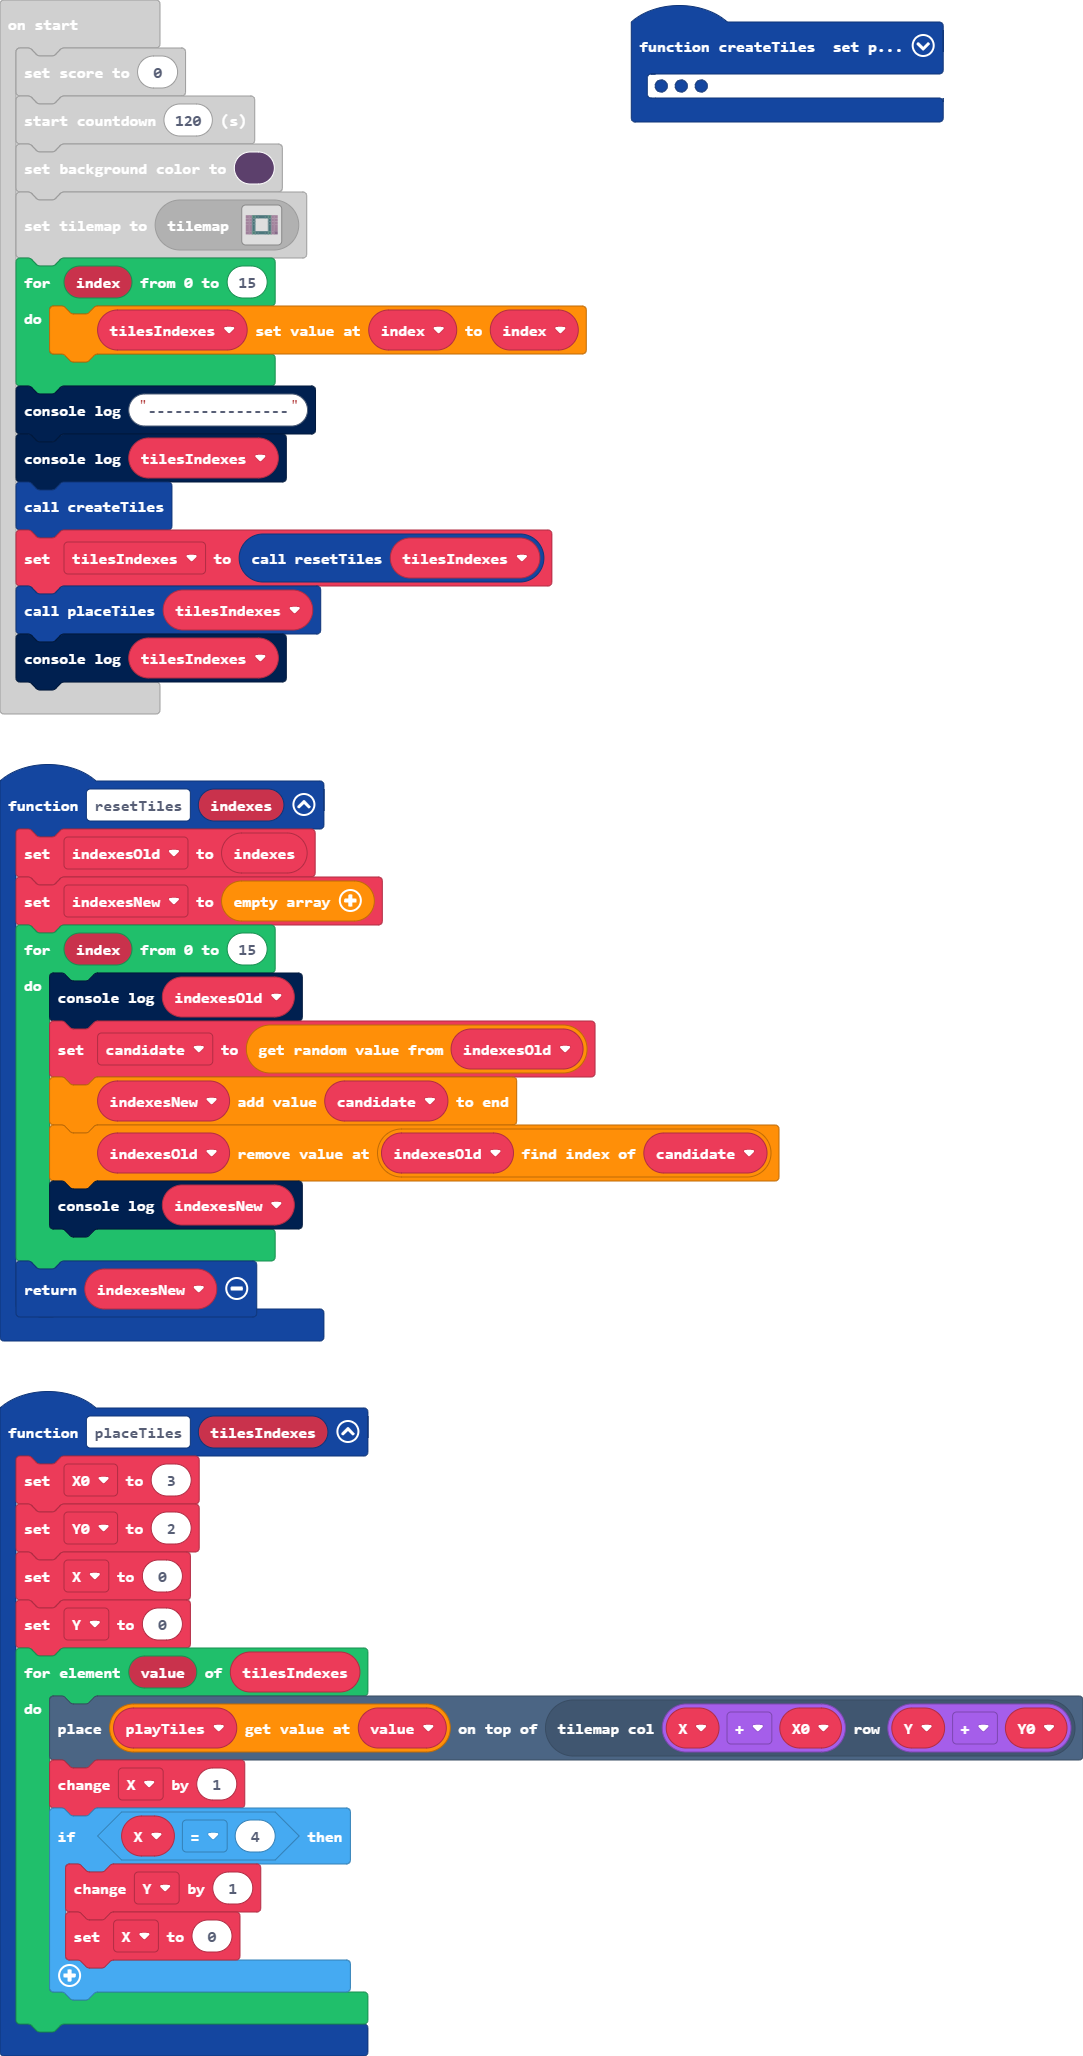 on start
set score to 0
start countdown 120 (s)
set background color to
set tilemap to tilemap
for index from 0 to 15
do
tilesIndexes set value at index to index
console log "----------------"
console log tilesIndexes
call createTiles
set tilesIndexes to call resetTiles tilesIndexes
call placeTiles tilesIndexes
console log tilesIndexes
function createTiles set p...
function resetTiles indexes
set indexesOld to indexes
set indexesNew to empty array
for index from 0 to 15
do
console log indexesOld
set candidate to get random value from indexesOld
indexesNew add value candidate to end
indexesOld remove value at indexesOld find index of candidate
console log indexesNew
return indexesNew
function placeTiles tilesIndexes
set X0 to 3
set Y0 to 2
set X to 0
set Y to 0
for element value of tilesIndexes
do
place playTiles get value at value on top of tilemap col X + X0 row Y + Y0
change X by 1
if X = 4 then
change Y by 1
set X to 0